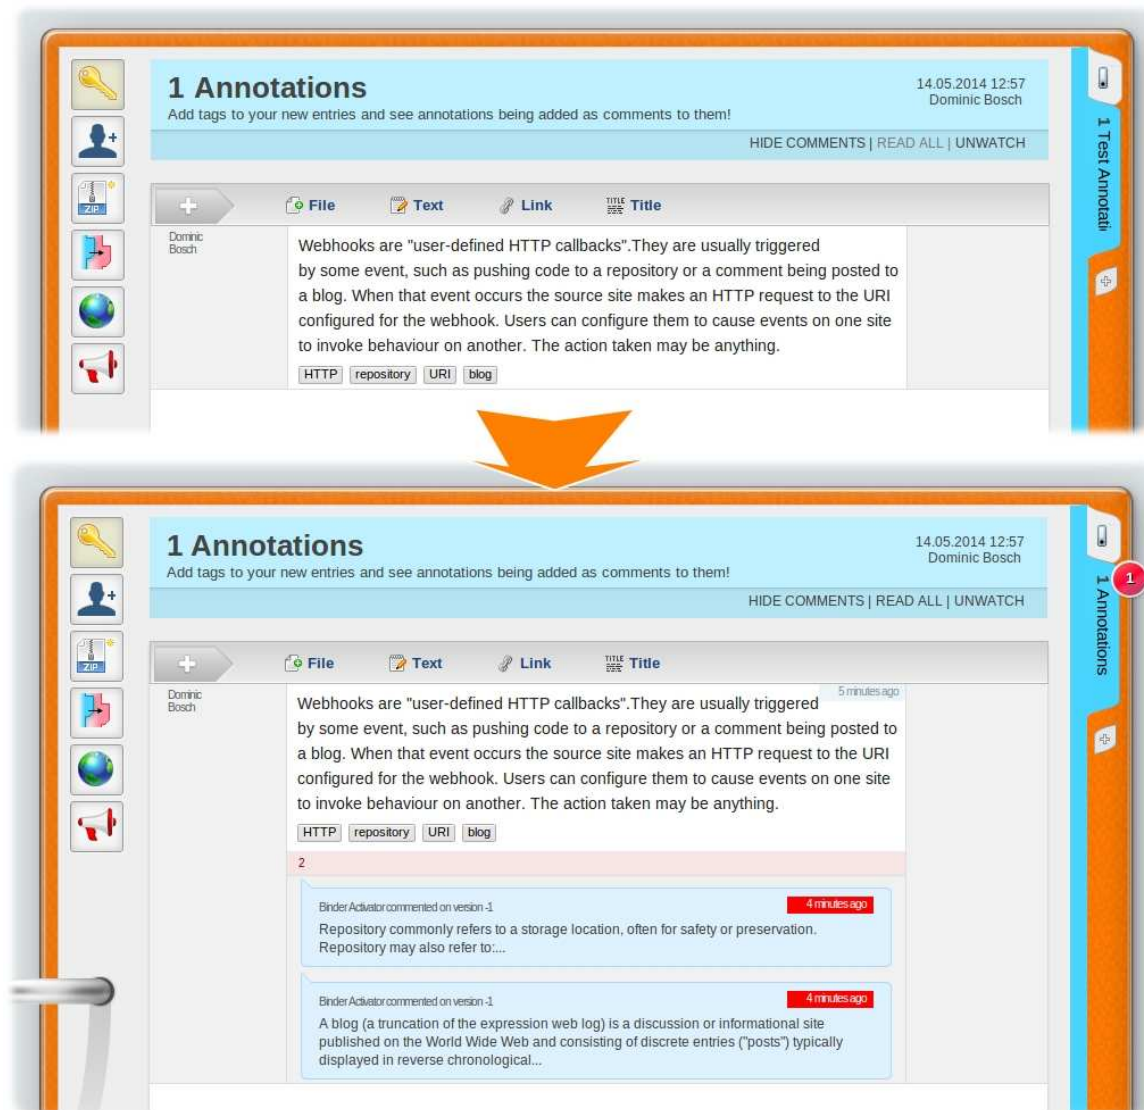 1 Annotations
14.05.2014 12:57
Dominic Bosch
Add tags to your new entries and see annotations being added as comments to them!
HIDE COMMENTS | READ ALL | UNWATCH
1 Test Annotati
ZIP
File
Text
Link
TITLE
Title
Dominic
Bosch
Webhooks are "user-defined HTTP callbacks".They are usually triggered
by some event, such as pushing code to a repository or a comment being posted to
a blog. When that event occurs the source site makes an HTTP request to the URI
configured for the webhook. Users can configure them to cause events on one site
to invoke behaviour on another. The action taken may be anything.
HTTP repository URI blog
1 Annotations
14.05.2014 12:57
Dominic Bosch
Add tags to your new entries and see annotations being added as comments to them!
HIDE COMMENTS | READ ALL | UNWATCH
1
1 Annotations
ZIP
File
Text
Link
TITLE
Title
Dominic
Bosch
5 minutes ago
Webhooks are "user-defined HTTP callbacks".They are usually triggered
by some event, such as pushing code to a repository or a comment being posted to
a blog. When that event occurs the source site makes an HTTP request to the URI
configured for the webhook. Users can configure them to cause events on one site
to invoke behaviour on another. The action taken may be anything.
HTTP repository URI blog
2
Binder Activator commented on version -1
4 minutes ago
Repository commonly refers to a storage location, often for safety or preservation.
Repository may also refer to:...
Binder Activator commented on version -1
4 minutes ago
A blog (a truncation of the expression web log) is a discussion or informational site
published on the World Wide Web and consisting of discrete entries ("posts") typically
displayed in reverse chronological...